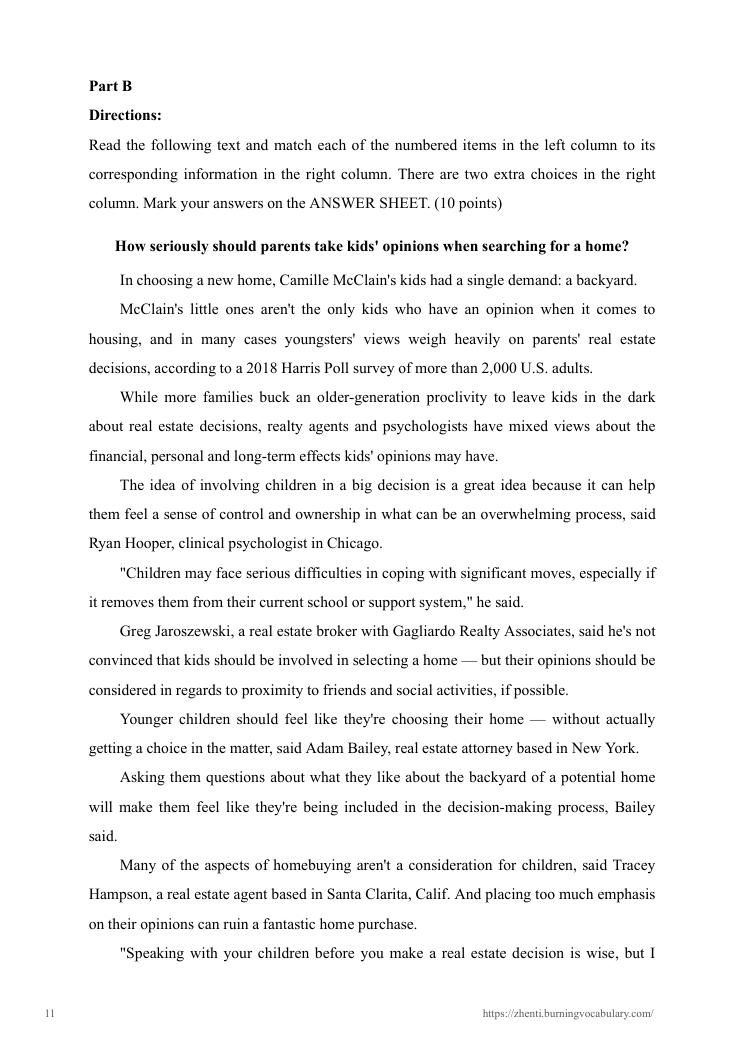 Part B
Directions:
Read the following text and match each of the numbered items in the left column to its
corresponding information in the right column. There are two extra choices in the right
column. Mark your answers on the ANSWER SHEET. (10 points)
How seriously should parents take kids' opinions when searching for a home?
In choosing a new home, Camille McClain's kids had a single demand: a backyard.
McClain's little ones aren't the only kids who have an opinion when it comes to
housing, and in many cases youngsters' views weigh heavily on parents' real estate
decisions, according to a 2018 Harris Poll survey of more than 2,000 U.S. adults.
While more families buck an older-generation proclivity to leave kids in the dark
about real estate decisions, realty agents and psychologists have mixed views about the
financial, personal and long-term effects kids' opinions may have.
The idea of involving children in a big decision is a great idea because it can help
them feel a sense of control and ownership in what can be an overwhelming process, said
Ryan Hooper, clinical psychologist in Chicago.
"Children may face serious difficulties in coping with significant moves, especially if
it removes them from their current school or support system," he said.
Greg Jaroszewski, a real estate broker with Gagliardo Realty Associates, said he's not
convinced that kids should be involved in selecting a home — but their opinions should be
considered in regards to proximity to friends and social activities, if possible.
Younger children should feel like they're choosing their home — without actually
getting a choice in the matter, said Adam Bailey, real estate attorney based in New York.
Asking them questions about what they like about the backyard of a potential home
will make them feel like they're being included in the decision-making process, Bailey
said.
Many of the aspects of homebuying aren't a consideration for children, said Tracey
Hampson, a real estate agent based in Santa Clarita, Calif. And placing too much emphasis
on their opinions can ruin a fantastic home purchase.
"Speaking with your children before you make a real estate decision is wise, but I
11
https://zhenti.burningvocabulary.com/